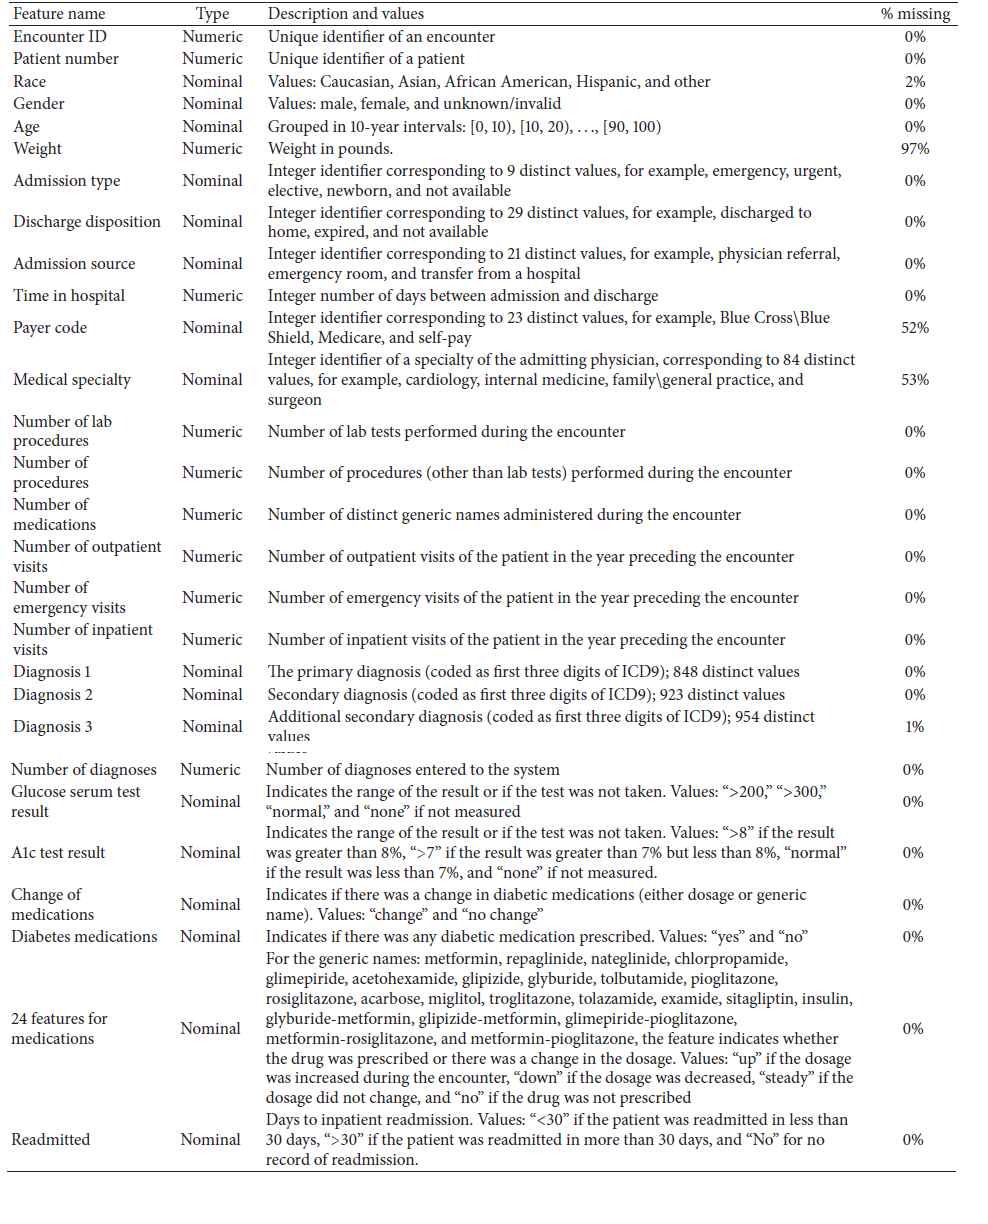 Feature name Type Description and values % missing
Encounter ID Numeric Unique identifier of an encounter 0%
Patient number Numeric Unique identifier of a patient 0%
Race Nominal Values: Caucasian, Asian, African American, Hispanic, and other 2%
Gender Nominal Values: male, female, and unknown/invalid 0%
Age Nominal Grouped in 10-year intervals: [0, 10), [10, 20), . . ., [90, 100) 0%
Weight Numeric Weight in pounds. 97%
Admission type Nominal Integer identifier corresponding to 9 distinct values, for example, emergency, urgent,
elective, newborn, and not available 0%
Discharge disposition Nominal Integer identifier corresponding to 29 distinct values, for example, discharged to
home, expired, and not available 0%
Admission source Nominal Integer identifier corresponding to 21 distinct values, for example, physician referral,
emergency room, and transfer from a hospital 0%
Time in hospital Numeric Integer number of days between admission and discharge 0%
Payer code Nominal Integer identifier corresponding to 23 distinct values, for example, Blue Cross\Blue
Shield, Medicare, and self-pay 52%
Medical specialty Nominal Integer identifier of a specialty of the admitting physician, corresponding to 84 distinct
values, for example, cardiology, internal medicine, family\general practice, and
surgeon 53%
Number of lab
procedures Numeric Number of lab tests performed during the encounter 0%
Number of
procedures Numeric Number of procedures (other than lab tests) performed during the encounter 0%
Number of
medications Numeric Number of distinct generic names administered during the encounter 0%
Number of outpatient
visits Numeric Number of outpatient visits of the patient in the year preceding the encounter 0%
Number of
emergency visits Numeric Number of emergency visits of the patient in the year preceding the encounter 0%
Number of inpatient
visits Numeric Number of inpatient visits of the patient in the year preceding the encounter 0%
Diagnosis 1 Nominal The primary diagnosis (coded as first three digits of ICD9); 848 distinct values 0%
Diagnosis 2 Nominal Secondary diagnosis (coded as first three digits of ICD9); 923 distinct values 0%
Diagnosis 3 Nominal Additional secondary diagnosis (coded as first three digits of ICD9); 954 distinct
values 1%
Number of diagnoses Numeric Number of diagnoses entered to the system 0%
Glucose serum test
result Nominal Indicates the range of the result or if the test was not taken. Values: “>200,” “>300,”
“normal,” and “none” if not measured 0%
A1c test result Nominal Indicates the range of the result or if the test was not taken. Values: “>8” if the result
was greater than 8%, “>7” if the result was greater than 7% but less than 8%, “normal”
if the result was less than 7%, and “none” if not measured. 0%
Change of
medications Nominal Indicates if there was a change in diabetic medications (either dosage or generic
name). Values: “change” and “no change” 0%
Diabetes medications Nominal Indicates if there was any diabetic medication prescribed. Values: “yes” and “no” 0%
24 features for
medications Nominal For the generic names: metformin, repaglinide, nateglinide, chlorpropamide,
glimepiride, acetohexamide, glipizide, glyburide, tolbutamide, pioglitazone,
rosiglitazone, acarbose, miglitol, troglitazone, tolazamide, examide, sitagliptin, insulin,
glyburide-metformin, glipizide-metformin, glimepiride-pioglitazone,
metformin-rosiglitazone, and metformin-pioglitazone, the feature indicates whether
the drug was prescribed or there was a change in the dosage. Values: “up” if the dosage
was increased during the encounter, “down” if the dosage was decreased, “steady” if the
dosage did not change, and “no” if the drug was not prescribed 0%
Readmitted Nominal Days to inpatient readmission. Values: “<30” if the patient was readmitted in less than
30 days, “>30” if the patient was readmitted in more than 30 days, and “No” for no
record of readmission. 0%